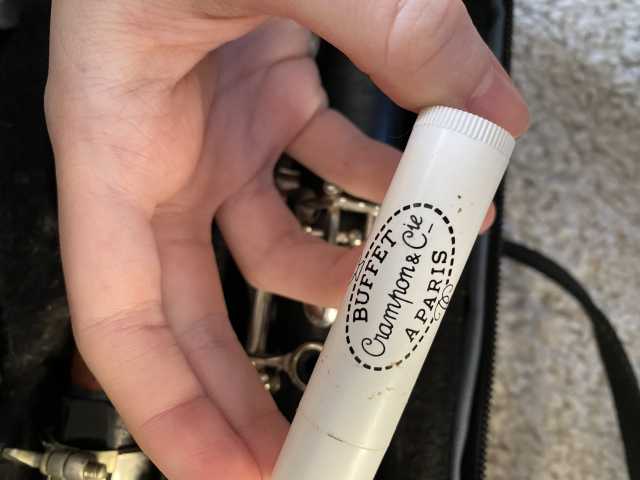 BUFFET
Crampon & Cie
A PARIS